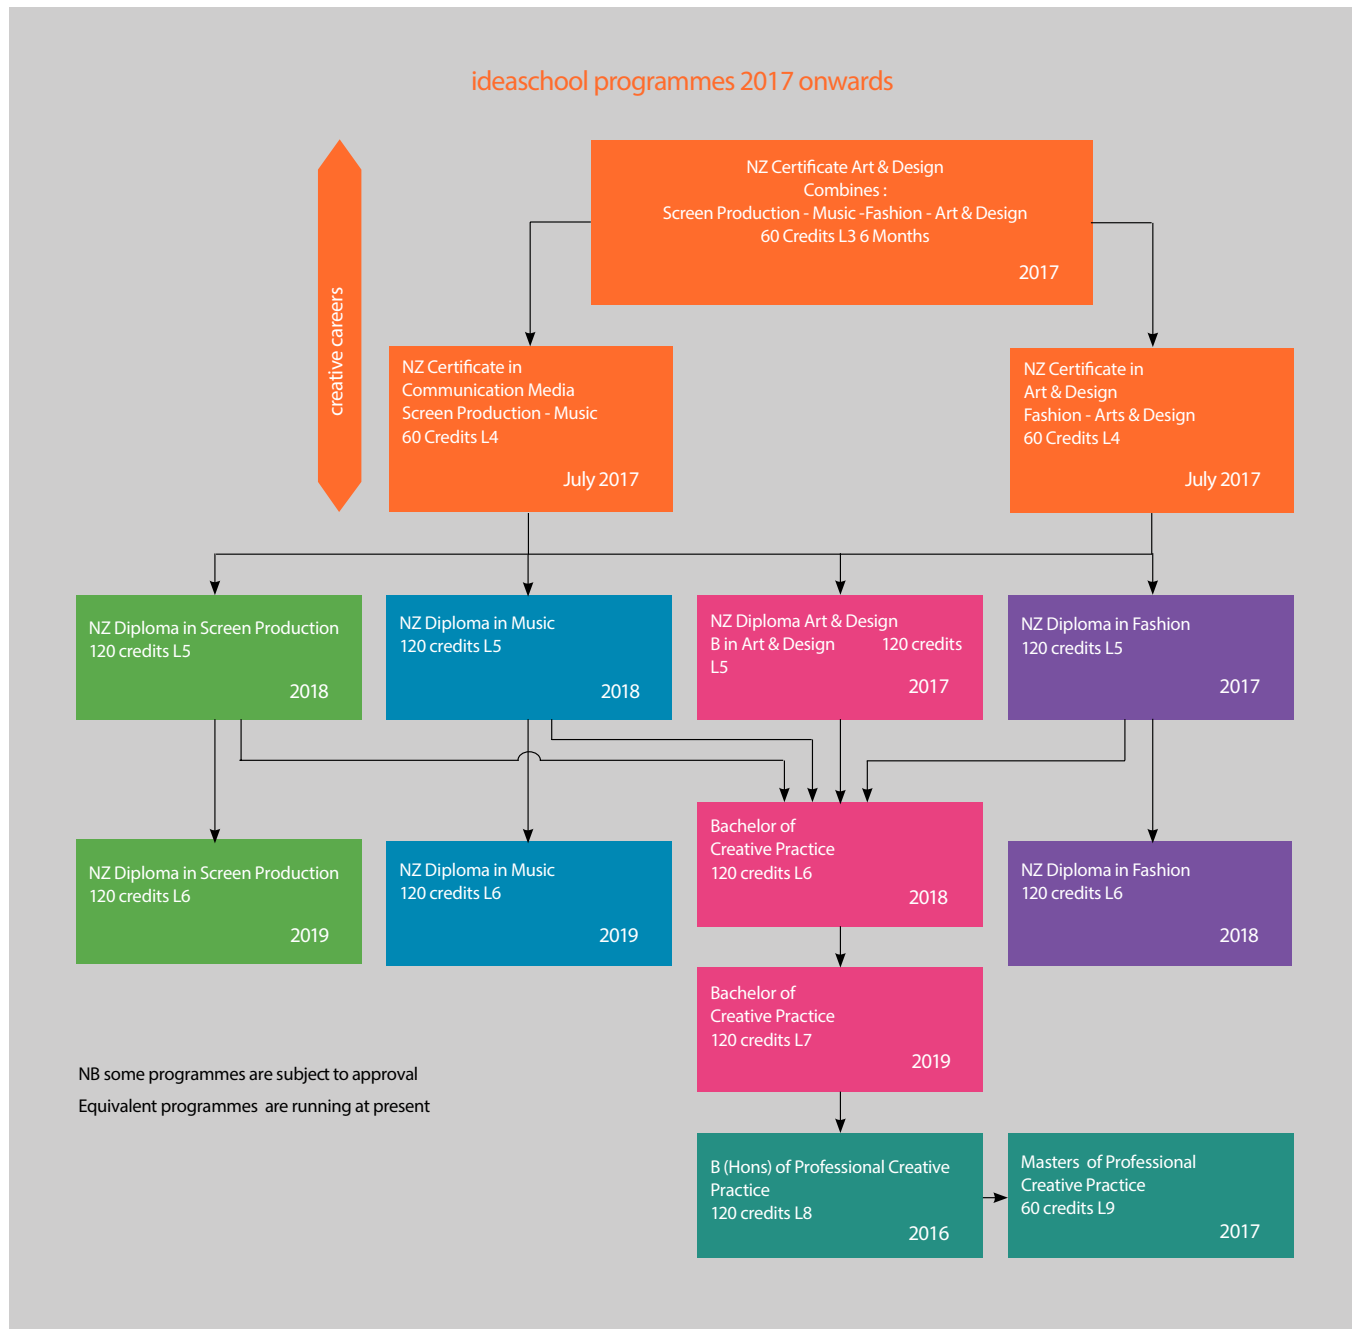 ideaschool programmes 2017 onwards
creative careers
NZ Certificate Art & Design
Combines :
Screen Production - Music -Fashion - Art & Design
60 Credits L3 6 Months
2017
NZ Certificate in
Communication Media
Screen Production - Music
60 Credits L4
July 2017
NZ Certificate in
Art & Design
Fashion - Arts & Design
60 Credits L4
July 2017
NZ Diploma in Screen Production
120 credits L5
2018
NZ Diploma in Music
120 credits L5
2018
NZ Diploma Art & Design
B in Art & Design 120 credits
L5
2017
NZ Diploma in Fashion
120 credits L5
2017
NZ Diploma in Screen Production
120 credits L6
2019
NZ Diploma in Music
120 credits L6
2019
Bachelor of
Creative Practice
120 credits L6
2018
NZ Diploma in Fashion
120 credits L6
2018
Bachelor of
Creative Practice
120 credits L7
2019
NB some programmes are subject to approval
Equivalent programmes are running at present
B (Hons) of Professional Creative
Practice
120 credits L8
2016
Masters of Professional
Creative Practice
60 credits L9
2017